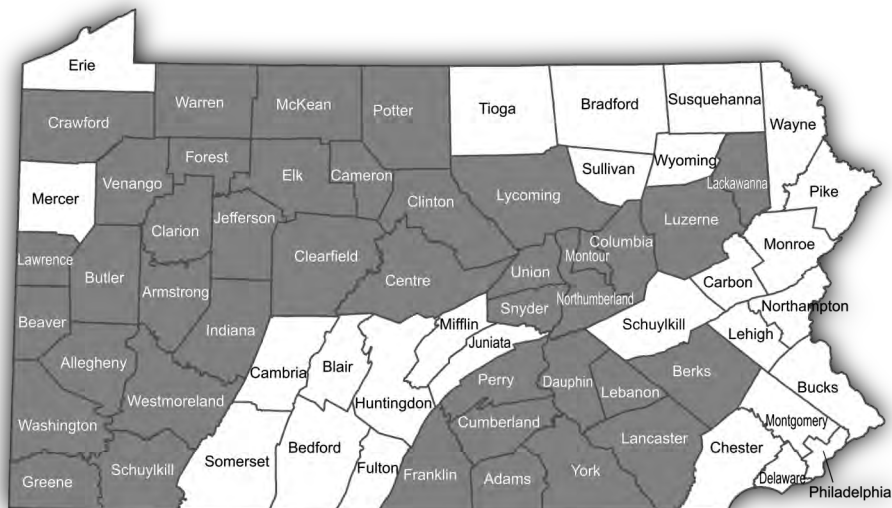 Erie
Warren
McKean
Potter
Tioga
Bradford
Susquehanna
Wayne
Crawford
Forest
Elk
Cameron
Sullivan
Wyoming
Lackawanna
Pike
Mercer
Venango
Clarion
Jefferson
Clinton
Lycoming
Luzerne
Monroe
Lawrence
Butler
Clearfield
Centre
Union
Montour
Columbia
Carbon
Armstrong
Snyder
Northumberland
Northampton
Beaver
Indiana
Mifflin
Schuylkill
Lehigh
Allegheny
Cambria
Blair
Juniata
Huntingdon
Perry
Dauphin
Lebanon
Berks
Bucks
Washington
Westmoreland
Cumberland
Montgomery
Greene
Schuylkill
Somerset
Bedford
Fulton
Franklin
Adams
York
Lancaster
Chester
Delaware
Philadelphia